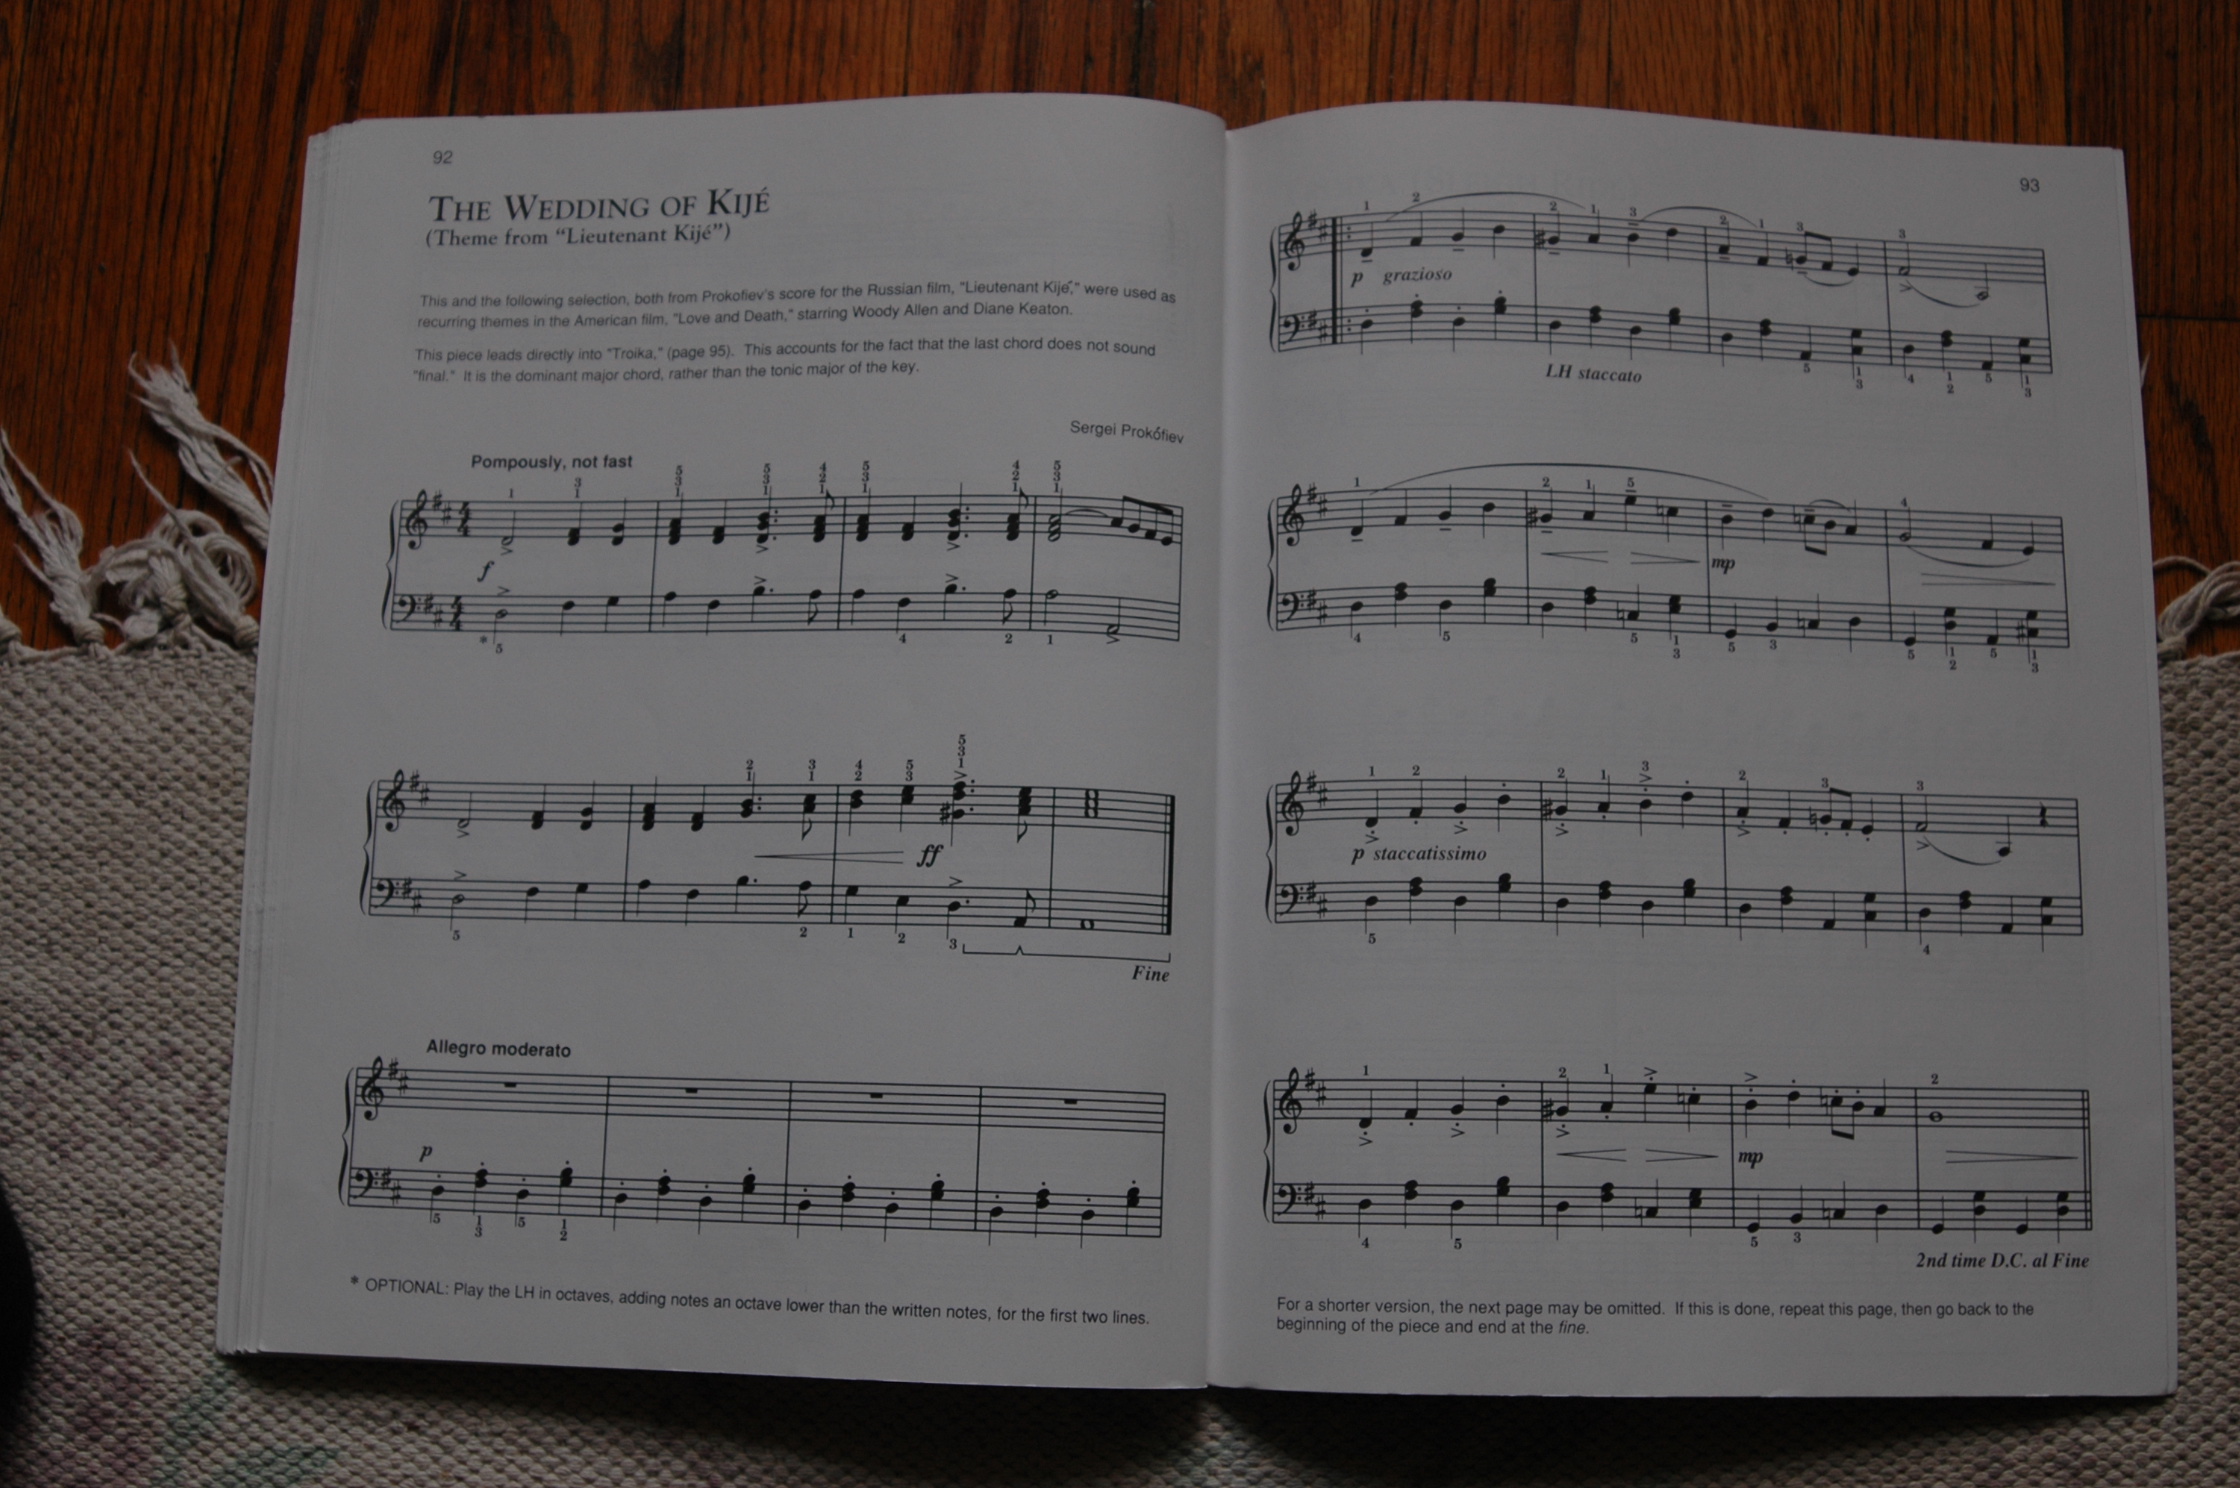 92
THE WEDDING OF KIJÉ
(Theme from “Lieutenant Kijé”)
This and the following selection, both from Prokofiev's score for the Russian film, "Lieutenant Kijé," were used as
recurring themes in the American film, "Love and Death," starring Woody Allen and Diane Keaton.
This piece leads directly into "Troika," (page 95). This accounts for the fact that the last chord does not sound
"final." It is the dominant major chord, rather than the tonic major of the key.
Sergei Prokófiev
Pompously, not fast
f
ff
Fine
Allegro moderato
p
* OPTIONAL: Play the LH in octaves, adding notes an octave lower than the written notes, for the first two lines.
93
p grazioso
LH staccato
mp
p staccatissimo
mp
2nd time D.C. al Fine
For a shorter version, the next page may be omitted. If this is done, repeat this page, then go back to the
beginning of the piece and end at the fine.